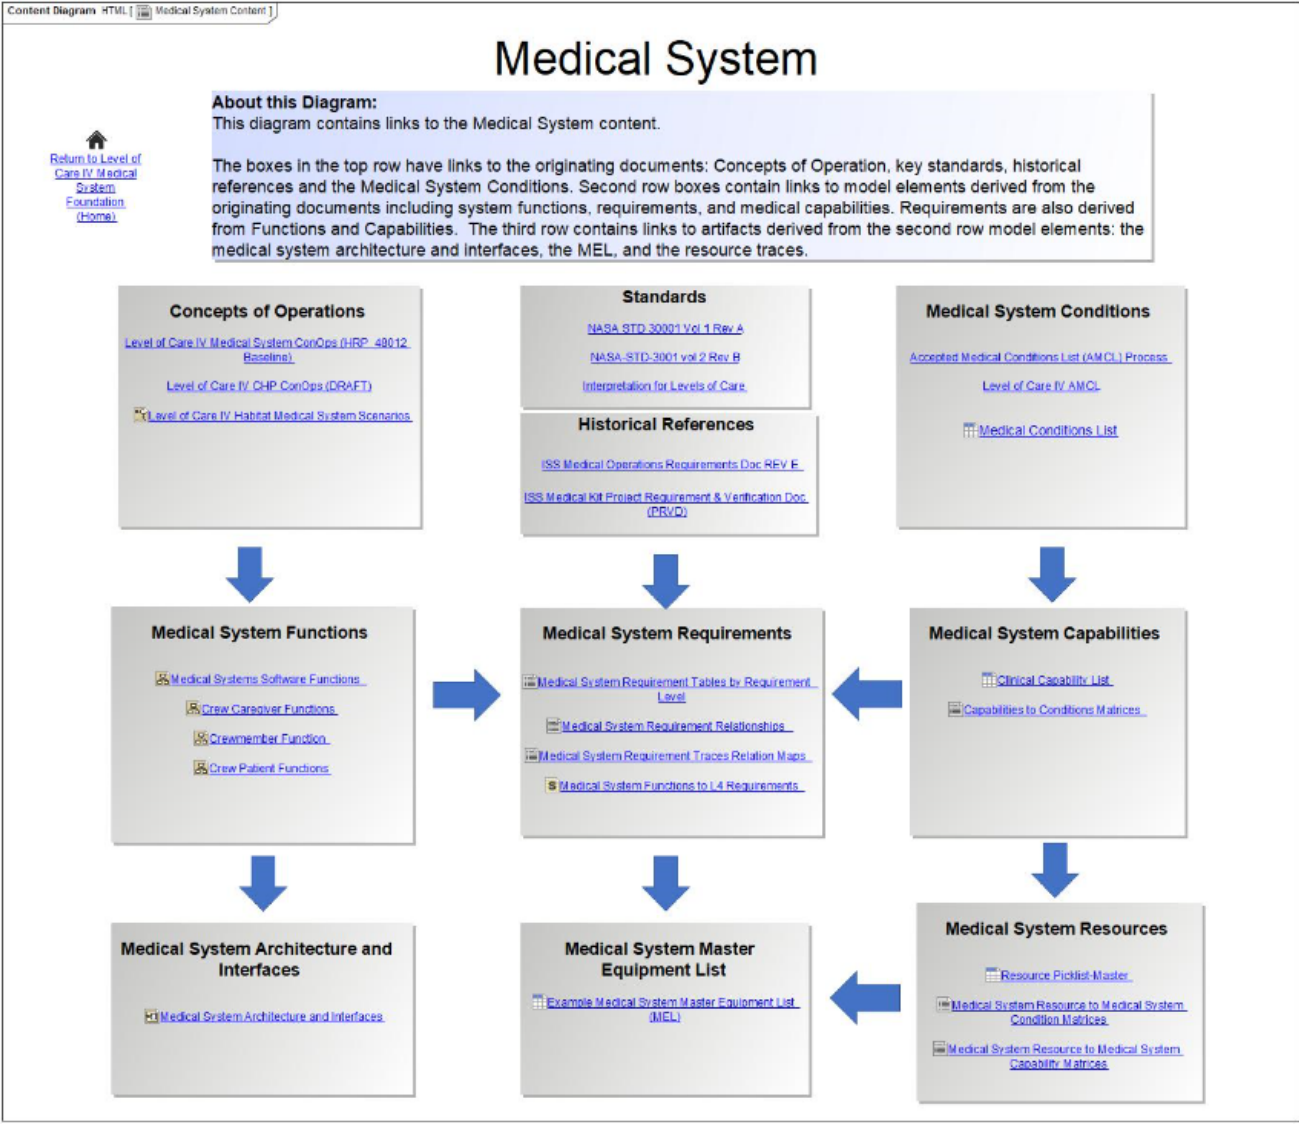 Content Diagram HTML [ Medical System Content ]
Medical System
About this Diagram:
This diagram contains links to the Medical System content.
The boxes in the top row have links to the originating documents: Concepts of Operation, key standards, historical
references and the Medical System Conditions. Second row boxes contain links to model elements derived from the
originating documents including system functions, requirements, and medical capabilities. Requirements are also derived
from Functions and Capabilities. The third row contains links to artifacts derived from the second row model elements: the
medical system architecture and interfaces, the MEL, and the resource traces.
Return to Level of
Care IV Medical
System
Foundation
(Home)
Concepts of Operations
Level of Care IV Medical System ConOps (HRP 48012
Baseline)
Level of Care IV CHP ConOps (DRAFT)
Level of Care IV Habitat Medical System Scenarios
Standards
NASA STD 30001 Vol 1 Rev A
NASA-STD-3001 vol 2 Rev B
Interpretation for Levels of Care
Historical References
ISS Medical Operations Requirements Doc REV E
ISS Medical Kit Project Requirement & Verification Doc
(PRVD)
Medical System Conditions
Accepted Medical Conditions List (AMCL) Process
Level of Care IV AMCL
Medical Conditions List
Medical System Functions
Medical Systems Software Functions
Crew Caregiver Functions
Crewmember Function
Crew Patient Functions
Medical System Requirements
Medical System Requirement Tables by Requirement
Level
Medical System Requirement Relationships
Medical System Requirement Traces Relation Maps
S Medical System Functions to L4 Requirements
Medical System Capabilities
Clinical Capability List
Capabilities to Conditions Matrices
Medical System Architecture and
Interfaces
Medical System Architecture and Interfaces
Medical System Master
Equipment List
Example Medical System Master Equipment List
(MEL)
Medical System Resources
Resource Picklist-Master
Medical System Resource to Medical System
Condition Matrices
Medical System Resource to Medical System
Capability Matrices